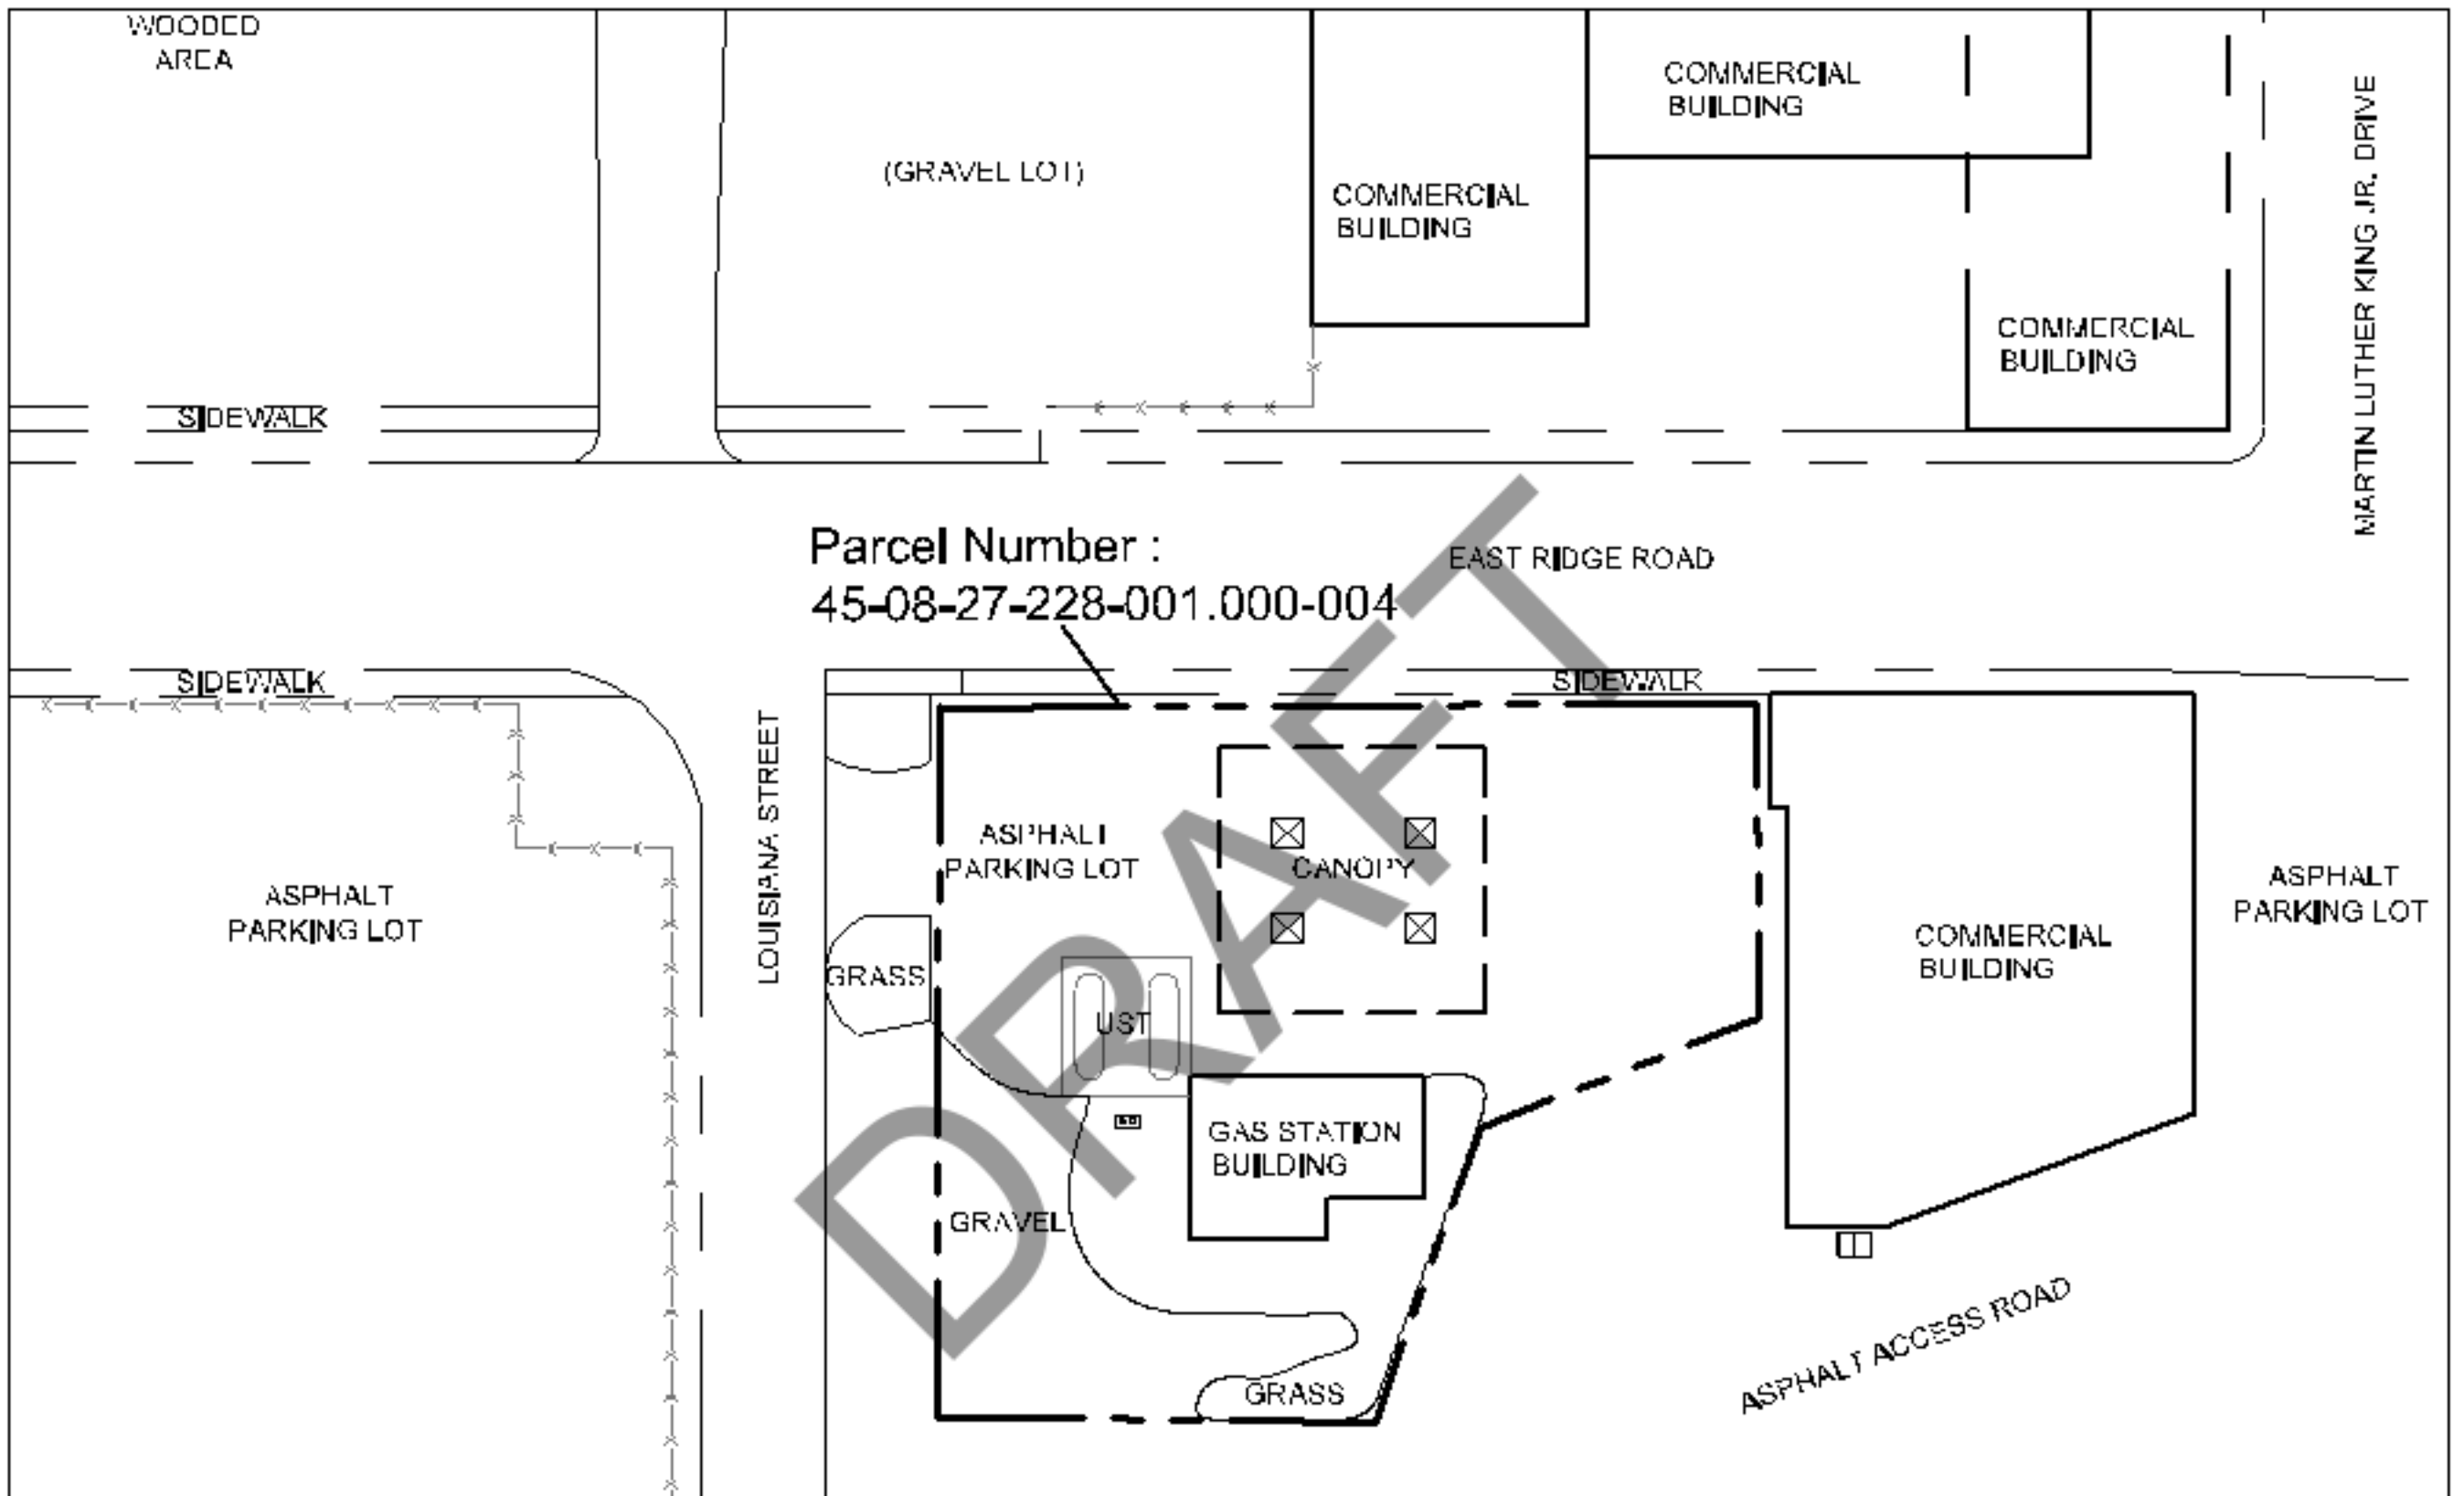 WOODED
AREA
(GRAVEL LOT)
COMMERCIAL
BUILDING
COMMERCIAL
BUILDING
COMMERCIAL
BUILDING
MARTIN LUTHER KING JR. DRIVE
SIDEWALK
Parcel Number :
45-08-27-228-001.000-004
EAST RIDGE ROAD
SIDEWALK
SIDEWALK
LOUISIANA STREET
ASPHALT
PARKING LOT
ASPHALT
PARKING LOT
CANOPY
ASPHALT
PARKING LOT
COMMERCIAL
BUILDING
GRASS
UST
GAS STATION
BUILDING
GRAVEL
GRASS
ASPHALT ACCESS ROAD
DRAFT